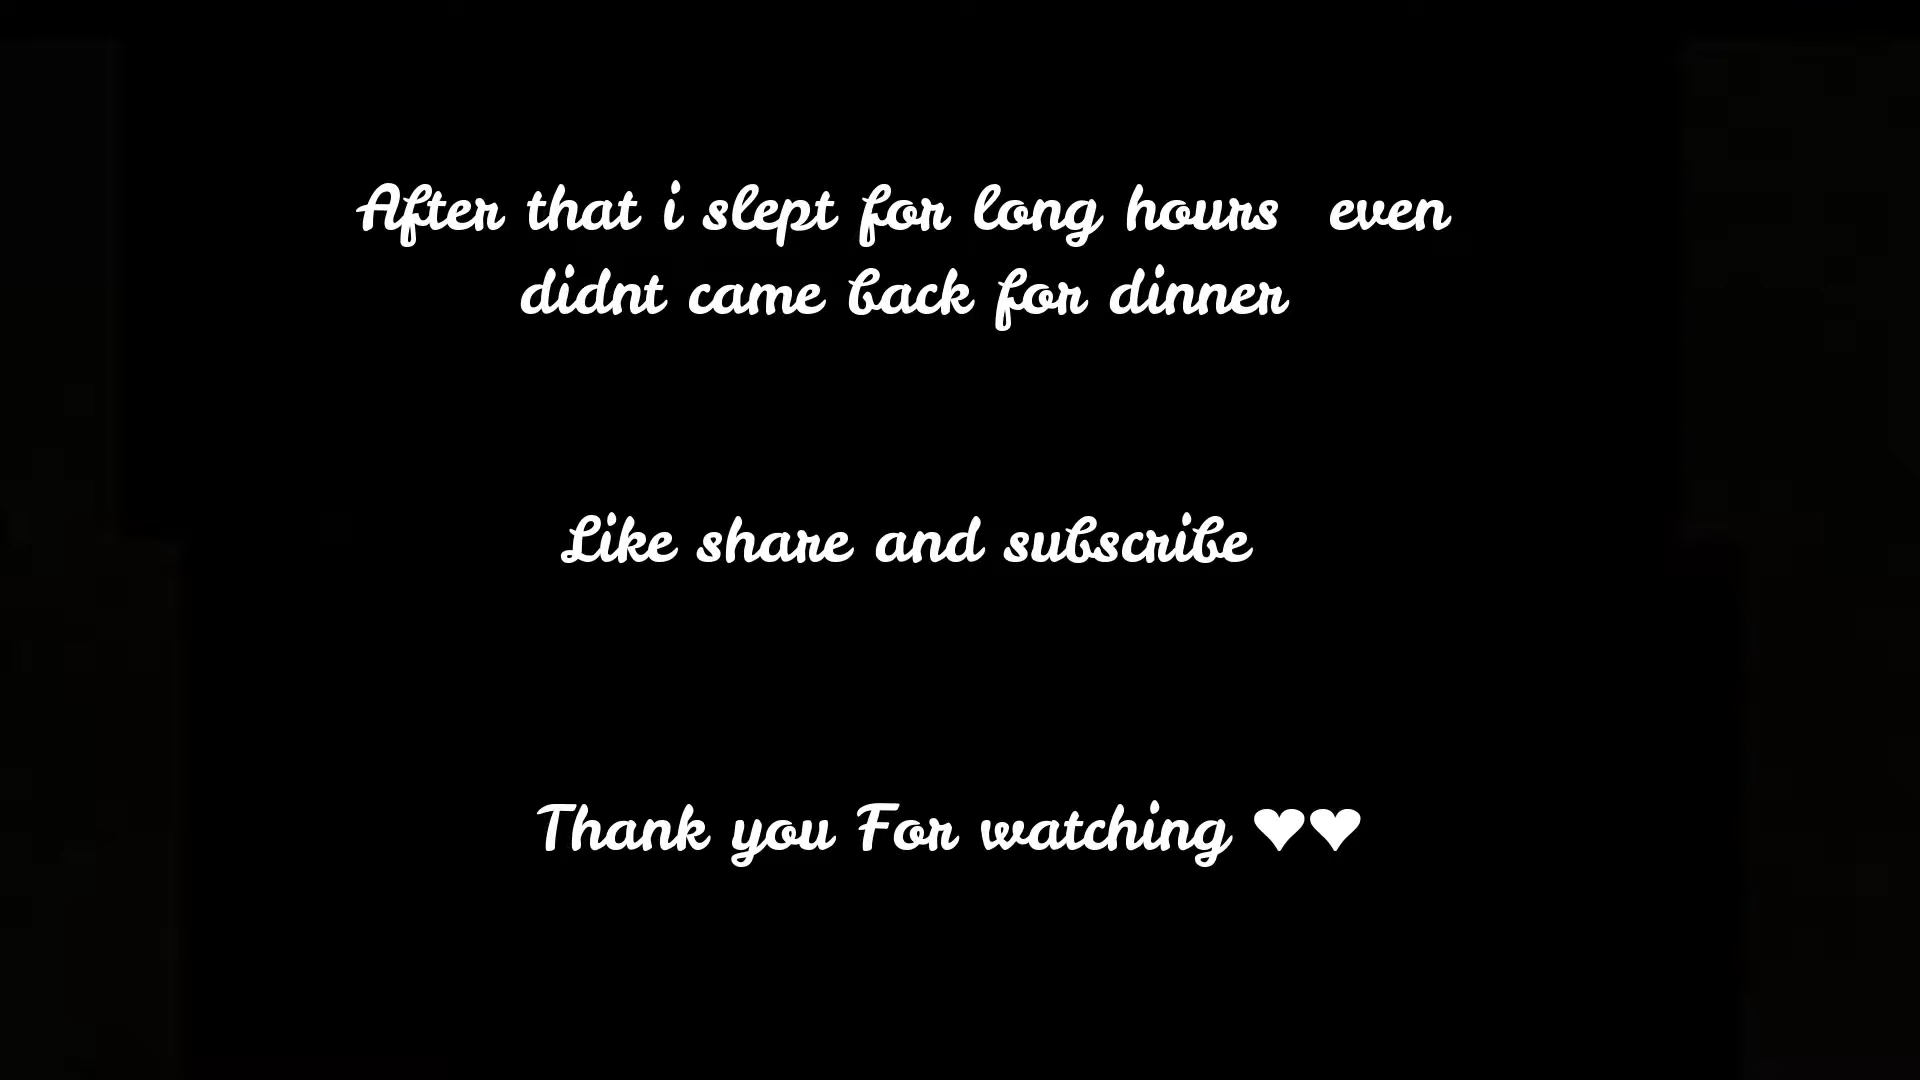 After that i slept for long hours  even
didnt came back for dinner
Like share and subscribe
Thank you For watching ♥♥